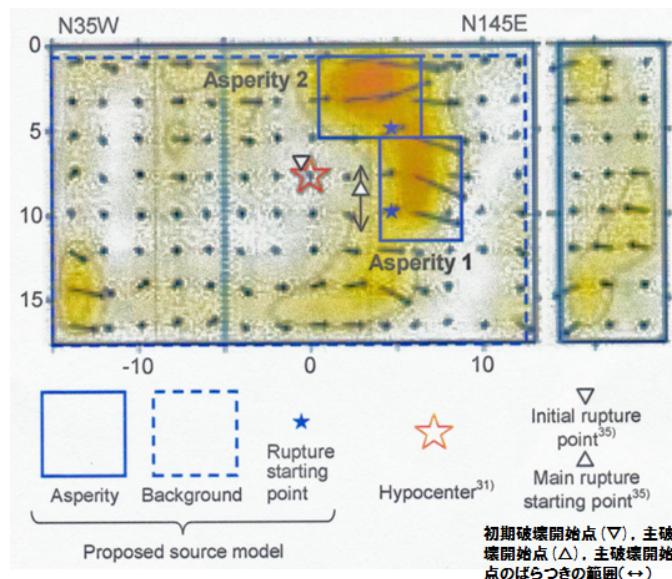 N35W
N145E
0
5
10
15
Asperity 2
Asperity 1
-10
0
10
Asperity
Background
Rupture
starting
point
Hypocenter31)
Initial rupture
point35)
Main rupture
starting point35)
Proposed source model
初期破壊開始点(▽), 主破
壊開始点(△), 主破壊開始
点のばらつきの範囲(↔)